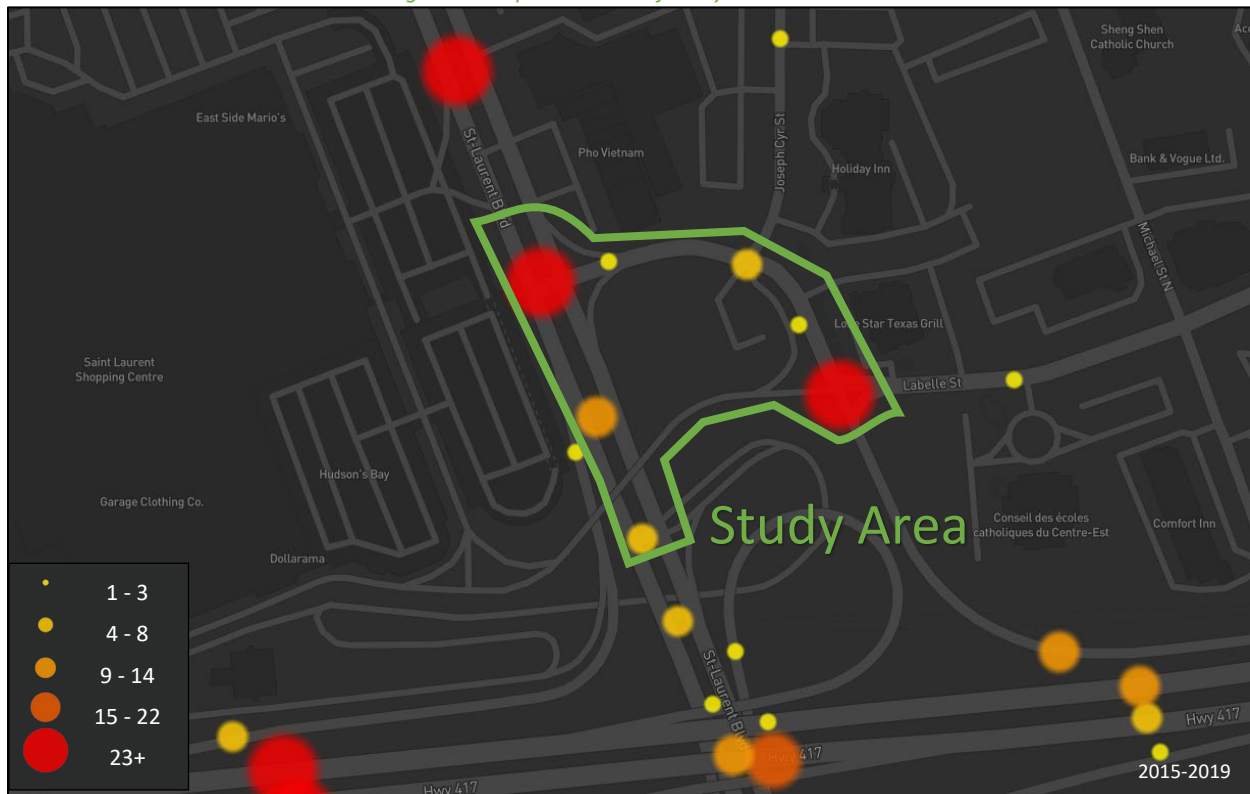 Sheng Shen
Catholic Church
East Side Mario's
St-Laurent Blvd
Pho Vietnam
Joseph Cyr St
Holiday Inn
Bank & Vogue Ltd.
Michael St N
Saint Laurent
Shopping Centre
Lone Star Texas Grill
Labelle St
Hudson's Bay
Garage Clothing Co.
Study Area
Conseil des écoles
catholiques du Centre-Est
Comfort Inn
Dollarama
1 - 3
4 - 8
9 - 14
15 - 22
23+
St-Laurent Blvd
Hwy 417
Hwy 417
Hwy 417
2015-2019